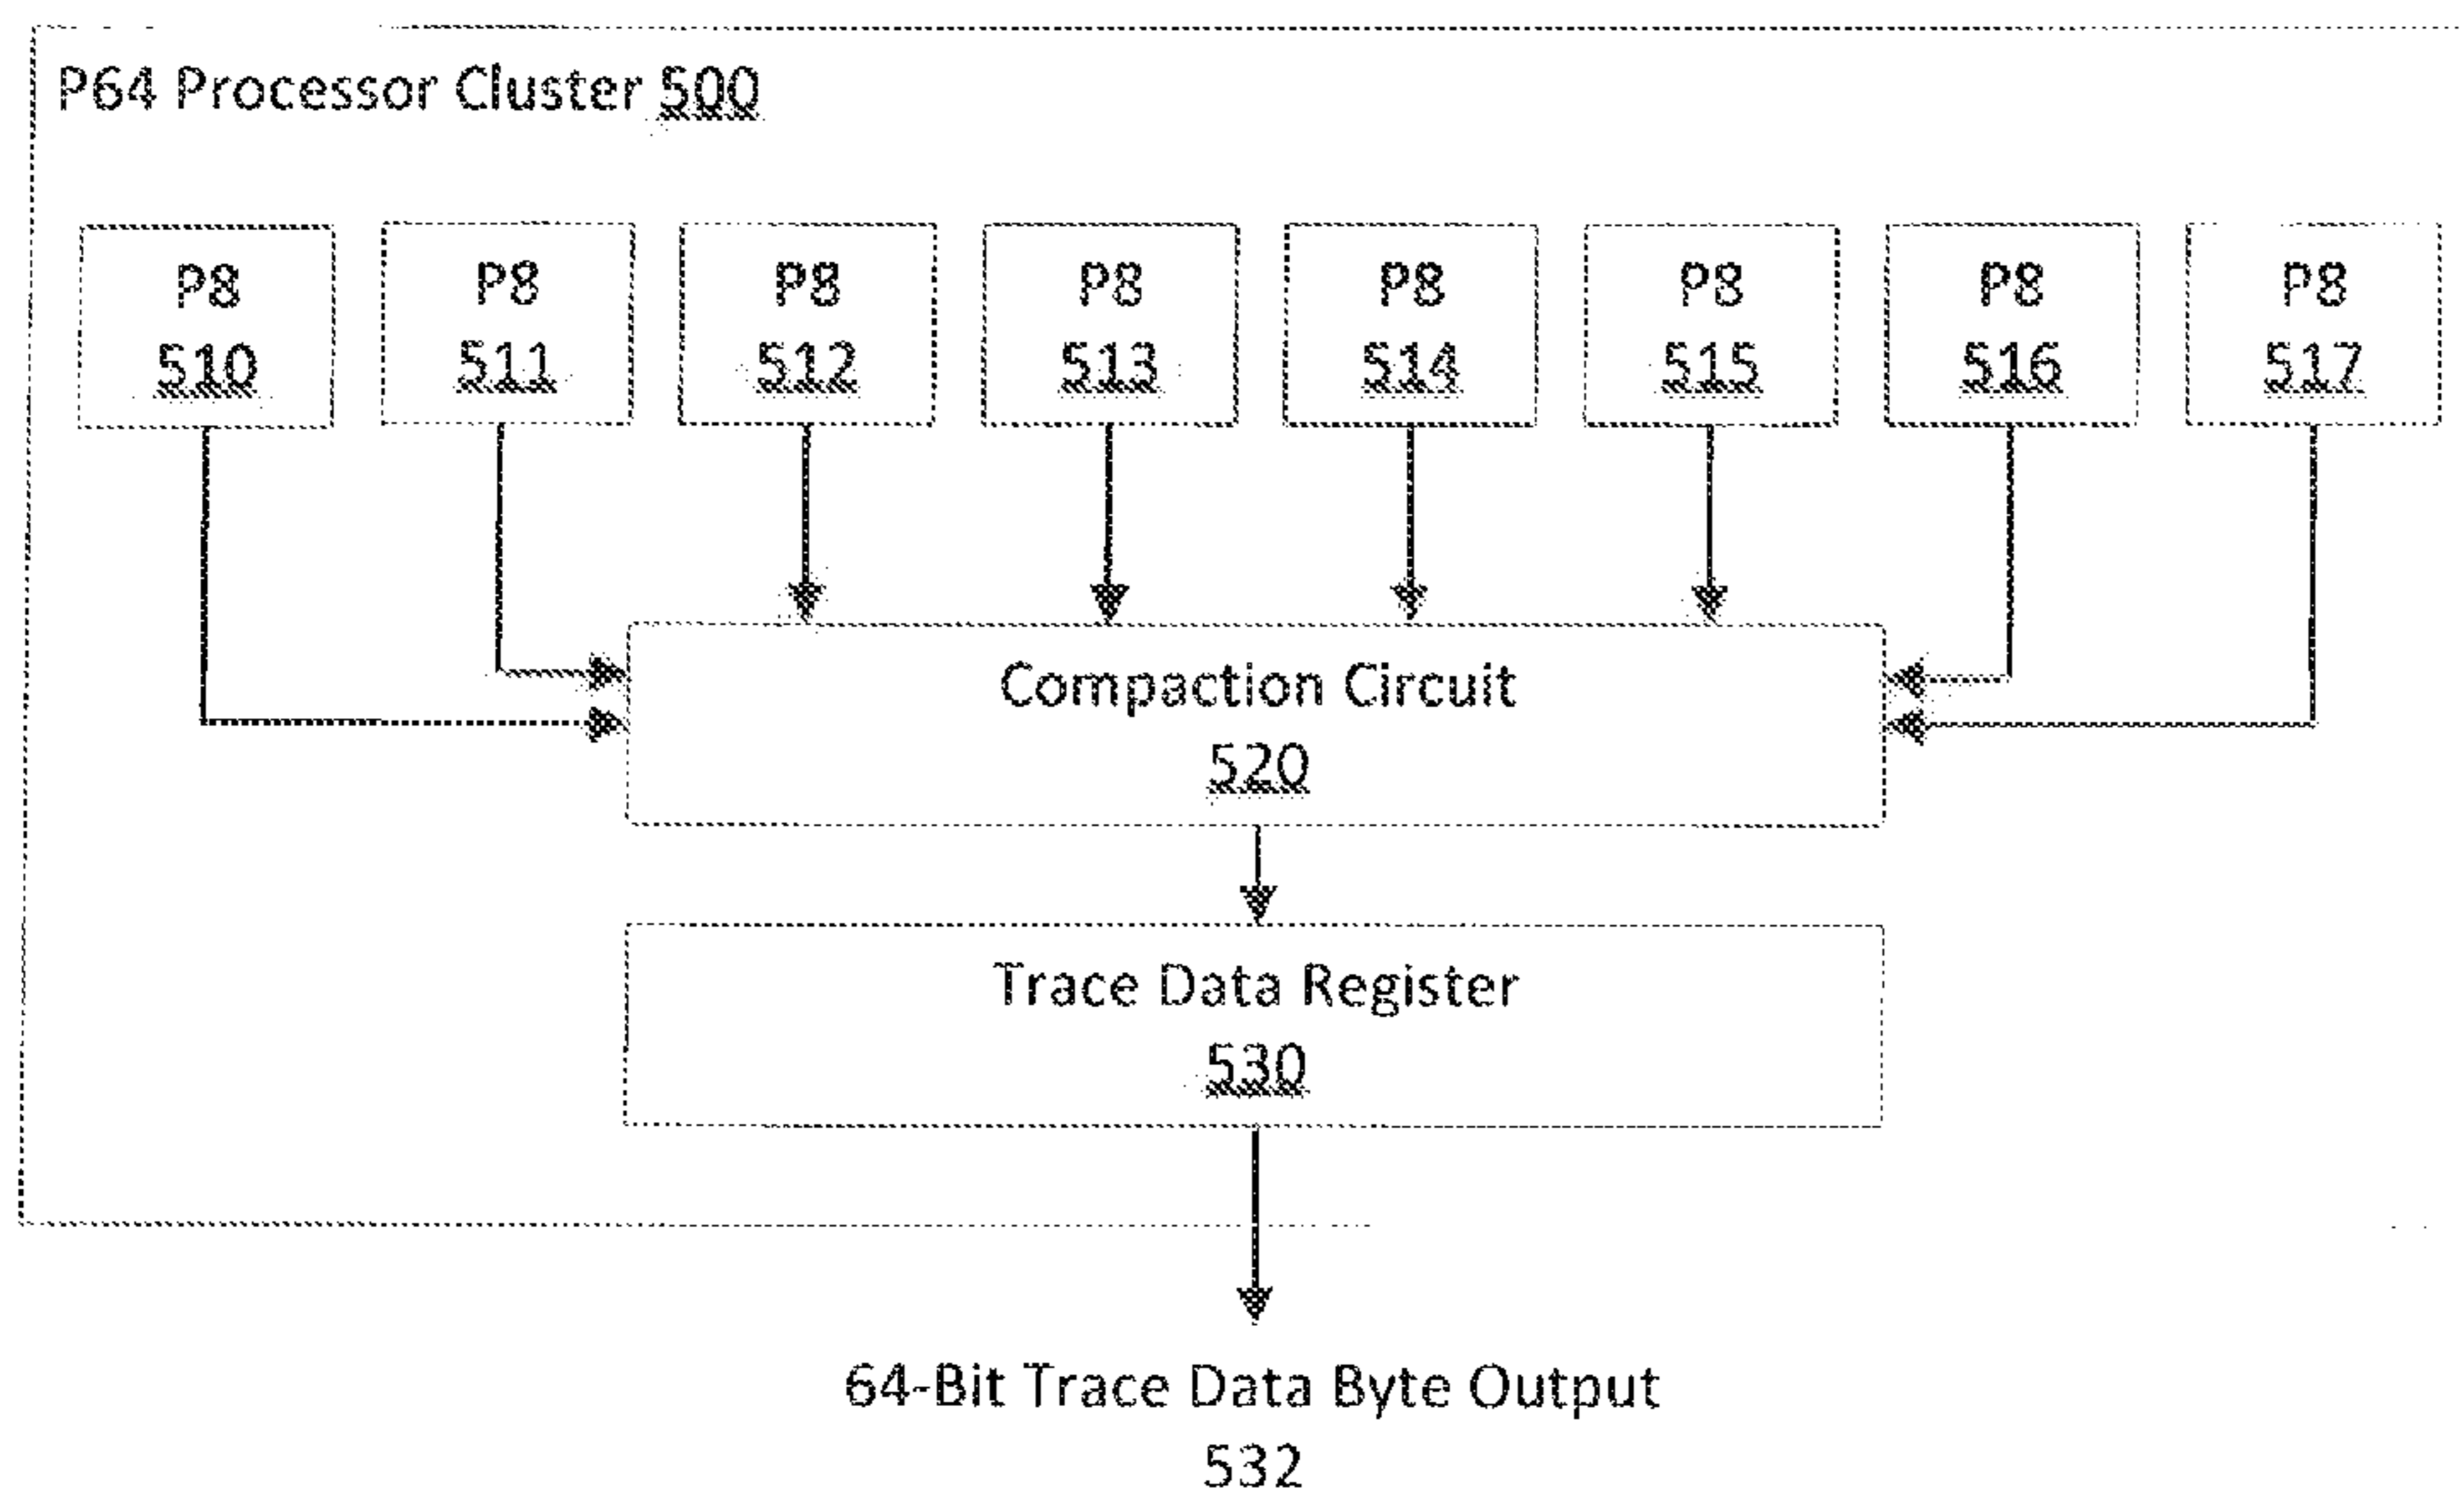 P64 Processor Cluster 500
P8 P8 P8 P8 P8 P8 P8 P8
510 511 512 513 514 515 516 517
Compaction Circuit
520
Trace Data Register
530
64-Bit Trace Data Byte Output
532